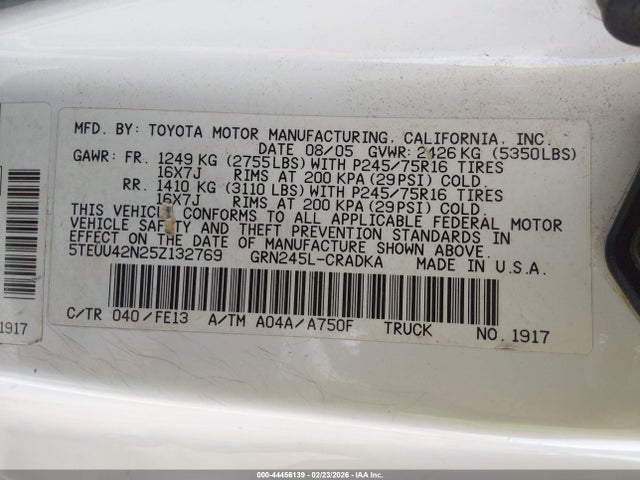 MFD. BY: TOYOTA MOTOR MANUFACTURING, CALIFORNIA, INC.
DATE 08/05 GVWR: 2426 KG (5350LBS)
GAWR: FR. 1249 KG (2755LBS) WITH P245/75R16 TIRES
16X7J RIMS AT 200 KPA (29PSI) COLD.
RR. 1410 KG (3110 LBS) WITH P245/75R16 TIRES
16X7J RIMS AT 200 KPA (29PSI) COLD.
THIS VEHICLE CONFORMS TO ALL APPLICABLE FEDERAL MOTOR
VEHICLE SAFETY AND THEFT PREVENTION STANDARDS IN
EFFECT ON THE DATE OF MANUFACTURE SHOWN ABOVE.
5TEUU42N25Z132769 GRN245L-CRADKA MADE IN U.S.A.
C/TR 040/FE13 A/TM A04A/A750F TRUCK NO. 1917
1917
000-44456139 - 02/23/2026 - COPYRIGHT IAA, LLC.